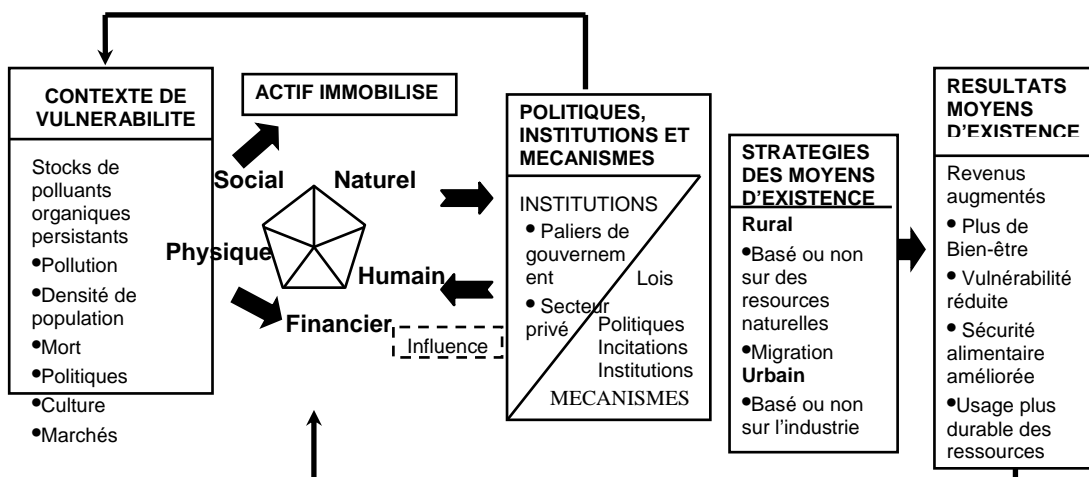 CONTEXTE DE
VULNERABILITE
Stocks de
polluants
organiques
persistants
•Pollution
•Densité de
population
•Mort
•Politiques
•Culture
•Marchés
ACTIF IMMOBILISE
Social
Naturel
Physique
Humain
Financier
Influence
POLITIQUES,
INSTITUTIONS ET
MECANISMES
INSTITUTIONS
• Paliers de
gouvernem
ent
• Secteur
privé
Lois
Politiques
Incitations
Institutions
MECANISMES
STRATEGIES
DES MOYENS
D'EXISTENCE
Rural
•Basé ou non
sur des
resources
naturelles
•Migration
Urbain
•Basé ou non
sur l'industrie
RESULTATS
MOYENS
D'EXISTENCE
Revenus
augmentés
• Plus de
Bien-être
• Vulnérabilité
réduite
• Sécurité
alimentaire
améliorée
•Usage plus
durable des
ressources